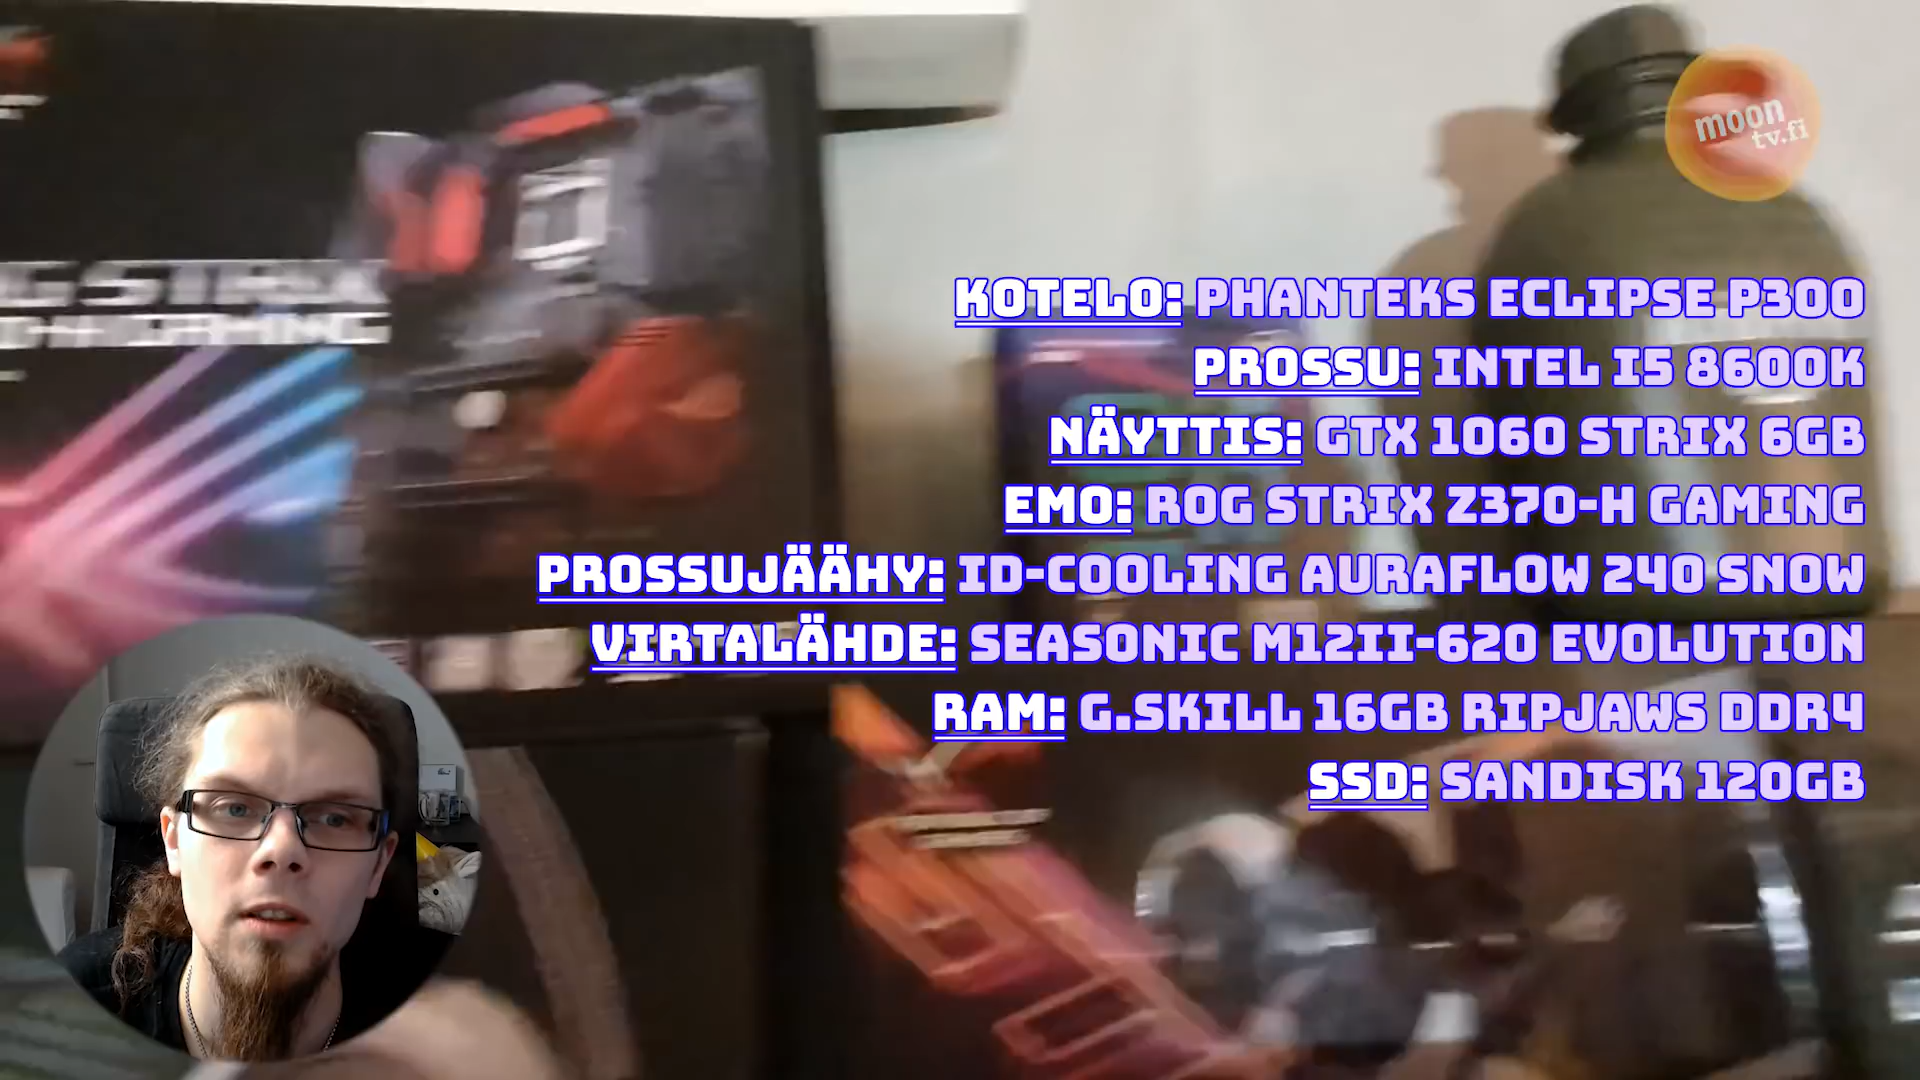 moon
tv.fi
G STRIX
GAMING
KOTELO: PHANTEKS ECLIPSE P300
PROSSU: INTEL I5 8600K
NÄYTTIS: GTX 1060 STRIX 6GB
EMO: ROG STRIX Z370-H GAMING
PROSSUJÄÄHY: ID-COOLING AURAFLOW 240 SNOW
VIRTALÄHDE: SEASONIC M12II-620 EVOLUTION
RAM: G.SKILL 16GB RIPJAWS DDR4
SSD: SANDISK 120GB